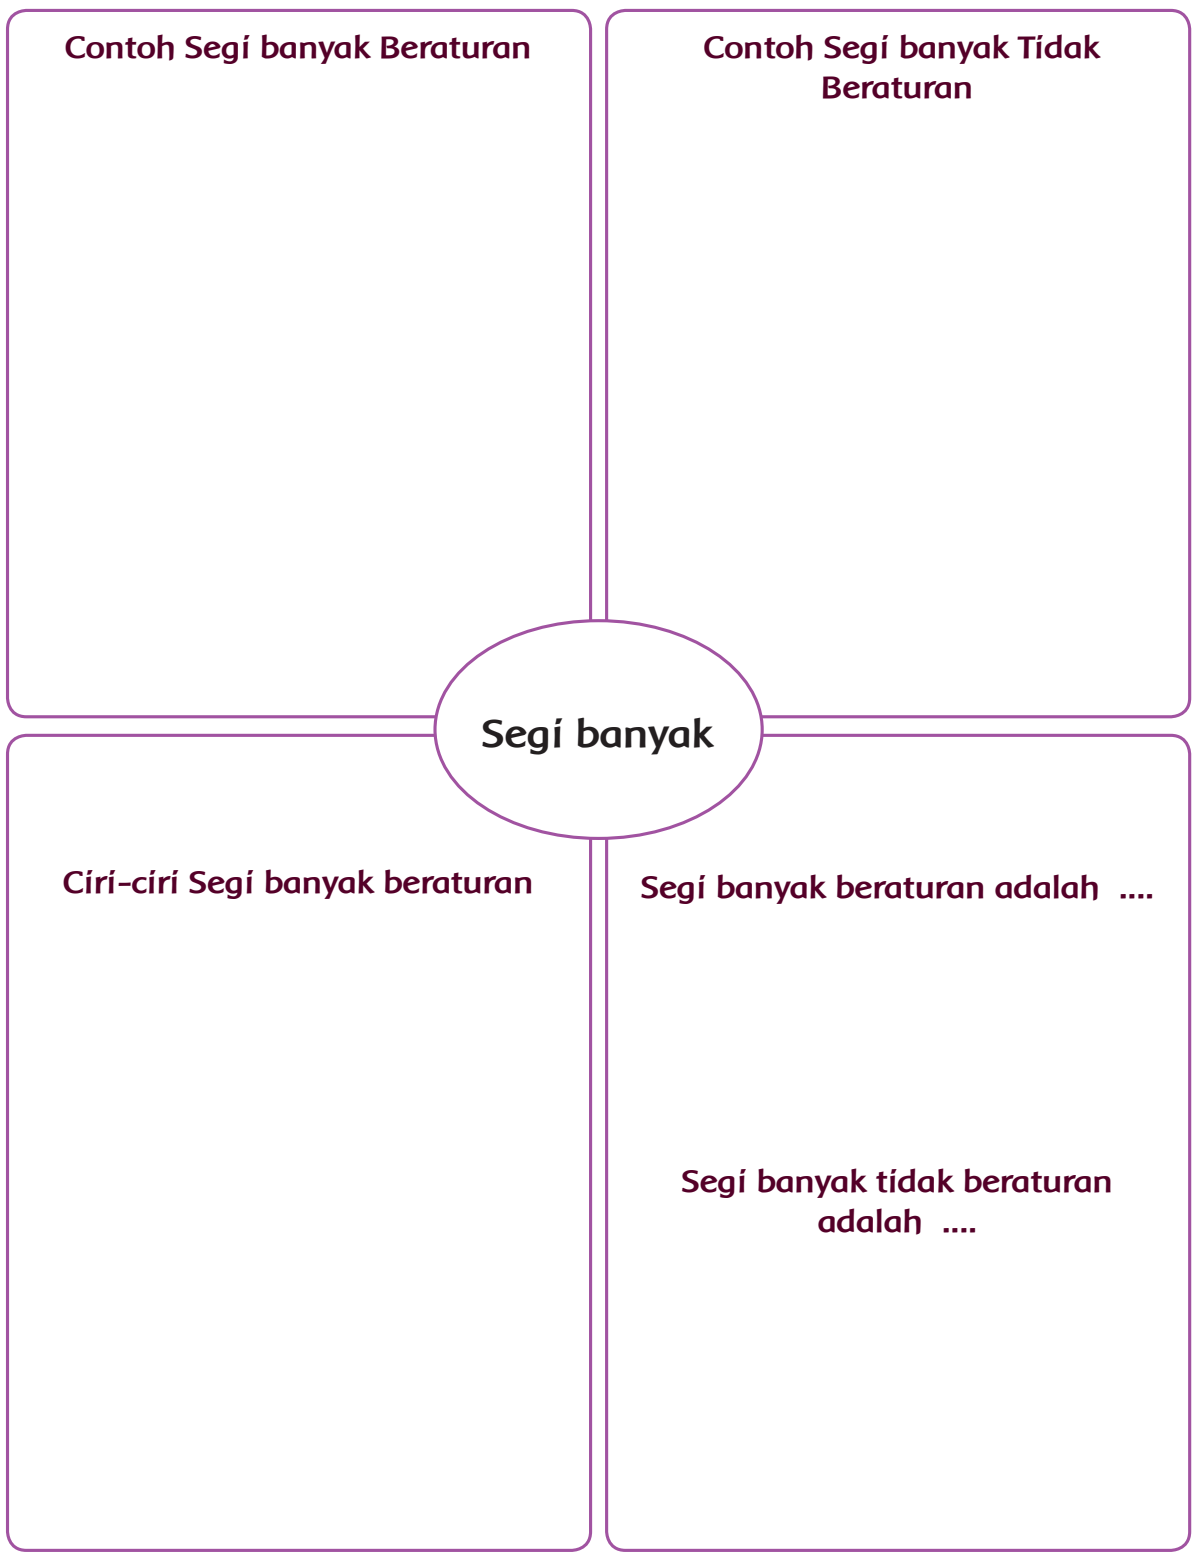 Contoh Segi banyak Beraturan
Contoh Segi banyak Tidak
Beraturan
Segi banyak
Ciri-ciri Segi banyak beraturan
Segi banyak beraturan adalah ....
Segi banyak tidak beraturan
adalah ....